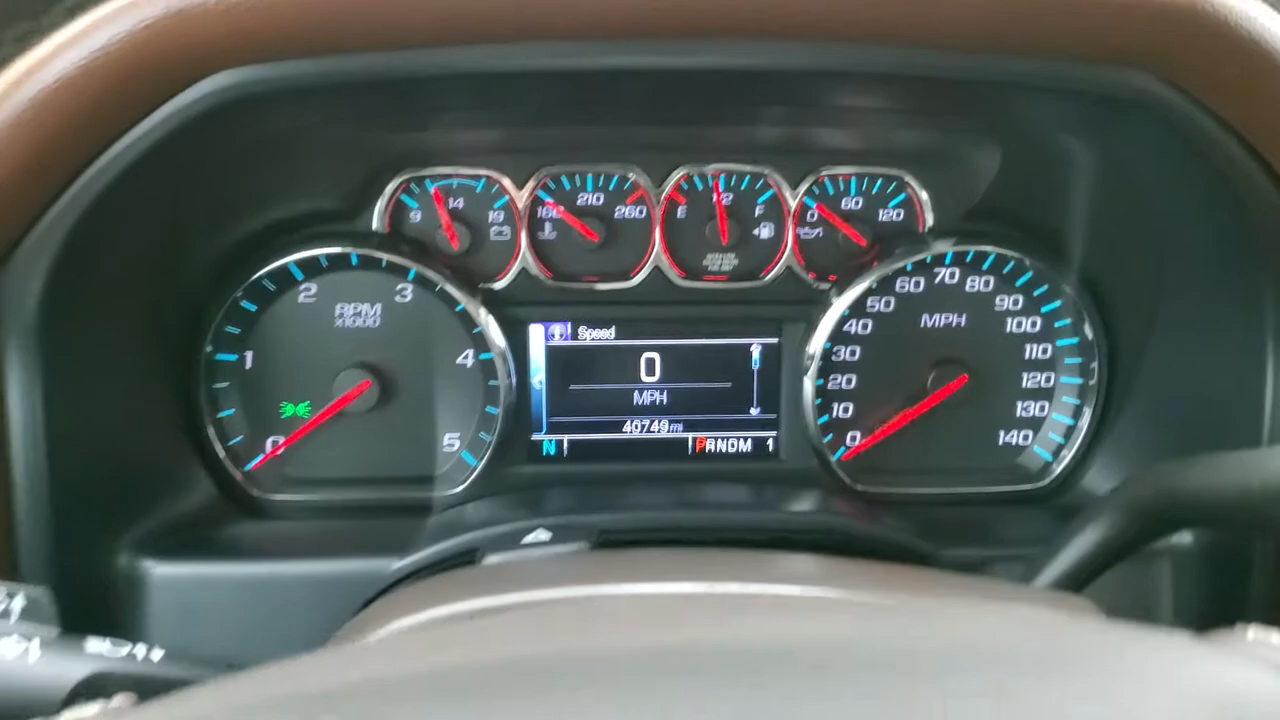 9 14 19
160 210 260
E 1/2 F
0 60 120
RPM
x1000
0 1 2 3 4 5
Speed
0
MPH
40749 mi
N PRNDM 1
MPH
0 10 20 30 40 50 60 70 80 90 100 110 120 130 140